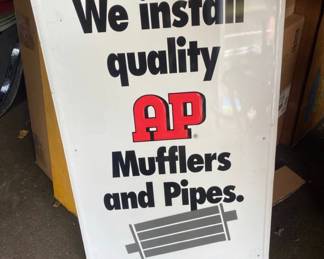 We install
quality
AP®
Mufflers
and Pipes.